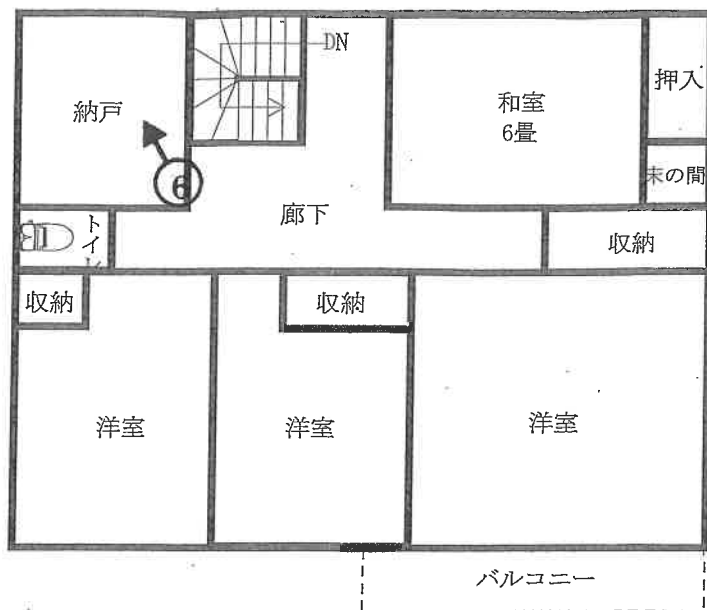 DN
納戸
和室
6畳
押入
床の間
6
廊下
トイレ
収納
収納
収納
洋室
洋室
洋室
バルコニー